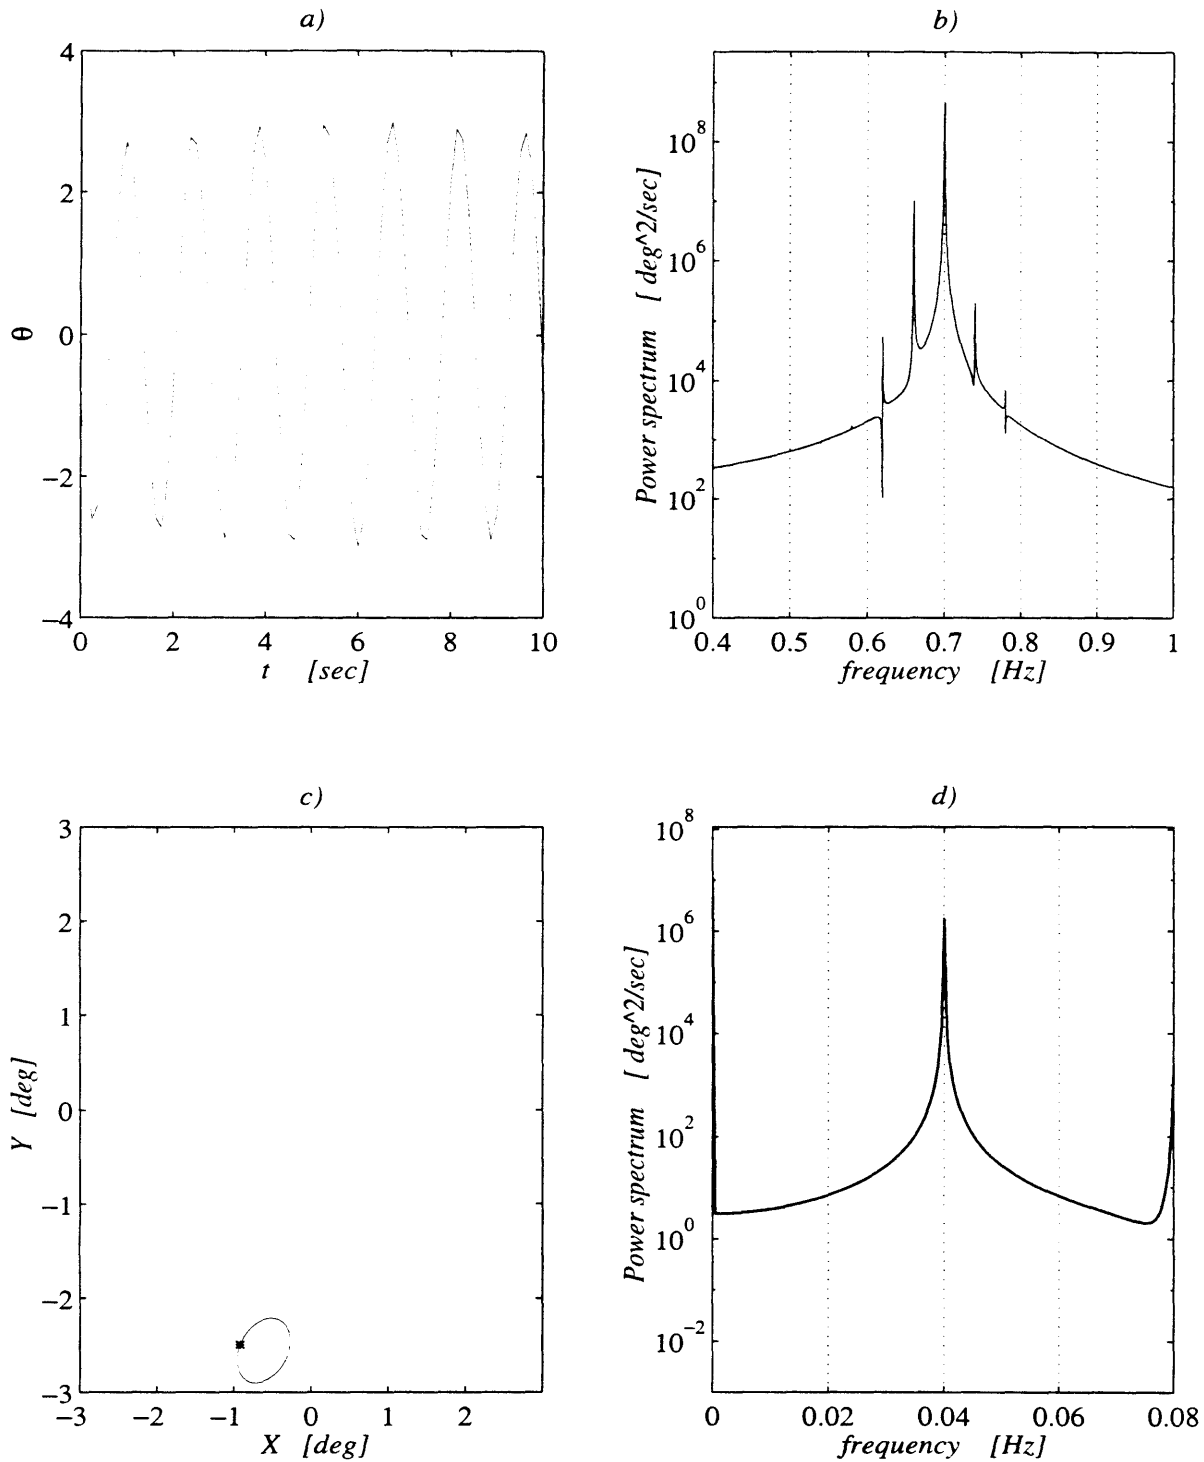 a)
4
2
0
−2
−4
θ
0 2 4 6 8 10
t [sec]
b)
10^8
10^6
10^4
10^2
10^0
Power spectrum [ deg^2/sec]
0.4 0.5 0.6 0.7 0.8 0.9 1
frequency [Hz]
c)
3
2
1
0
−1
−2
−3
Y [deg]
−3 −2 −1 0 1 2
X [deg]
d)
10^8
10^6
10^4
10^2
10^0
10^−2
Power spectrum [ deg^2/sec]
0 0.02 0.04 0.06 0.08
frequency [Hz]